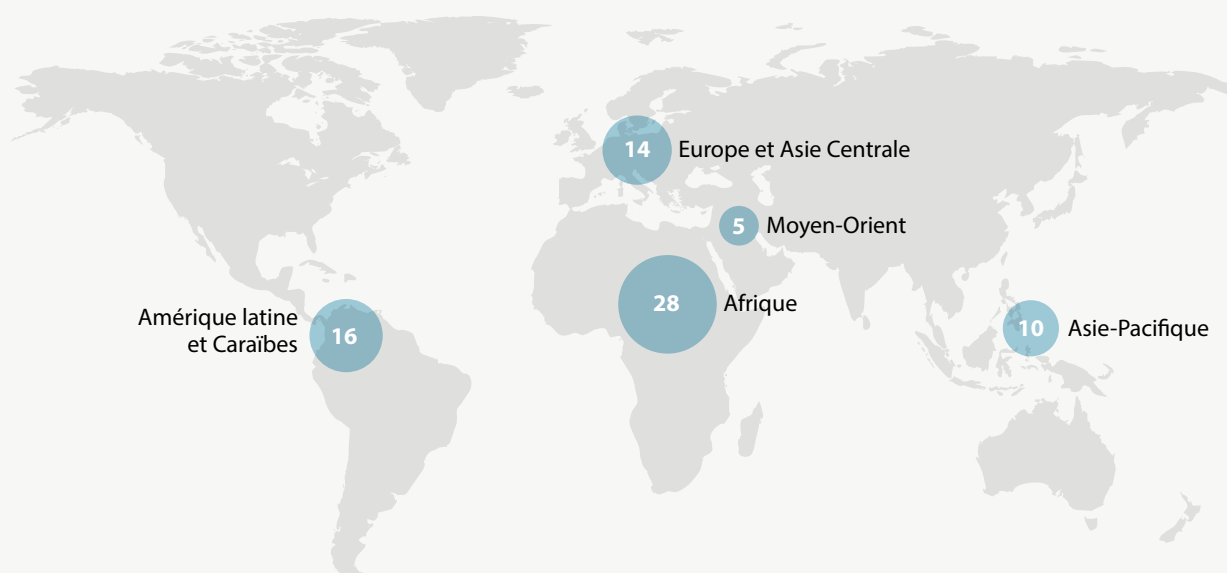 14 Europe et Asie Centrale
5 Moyen-Orient
28 Afrique
Amérique latine
et Caraïbes
16
10 Asie-Pacifique